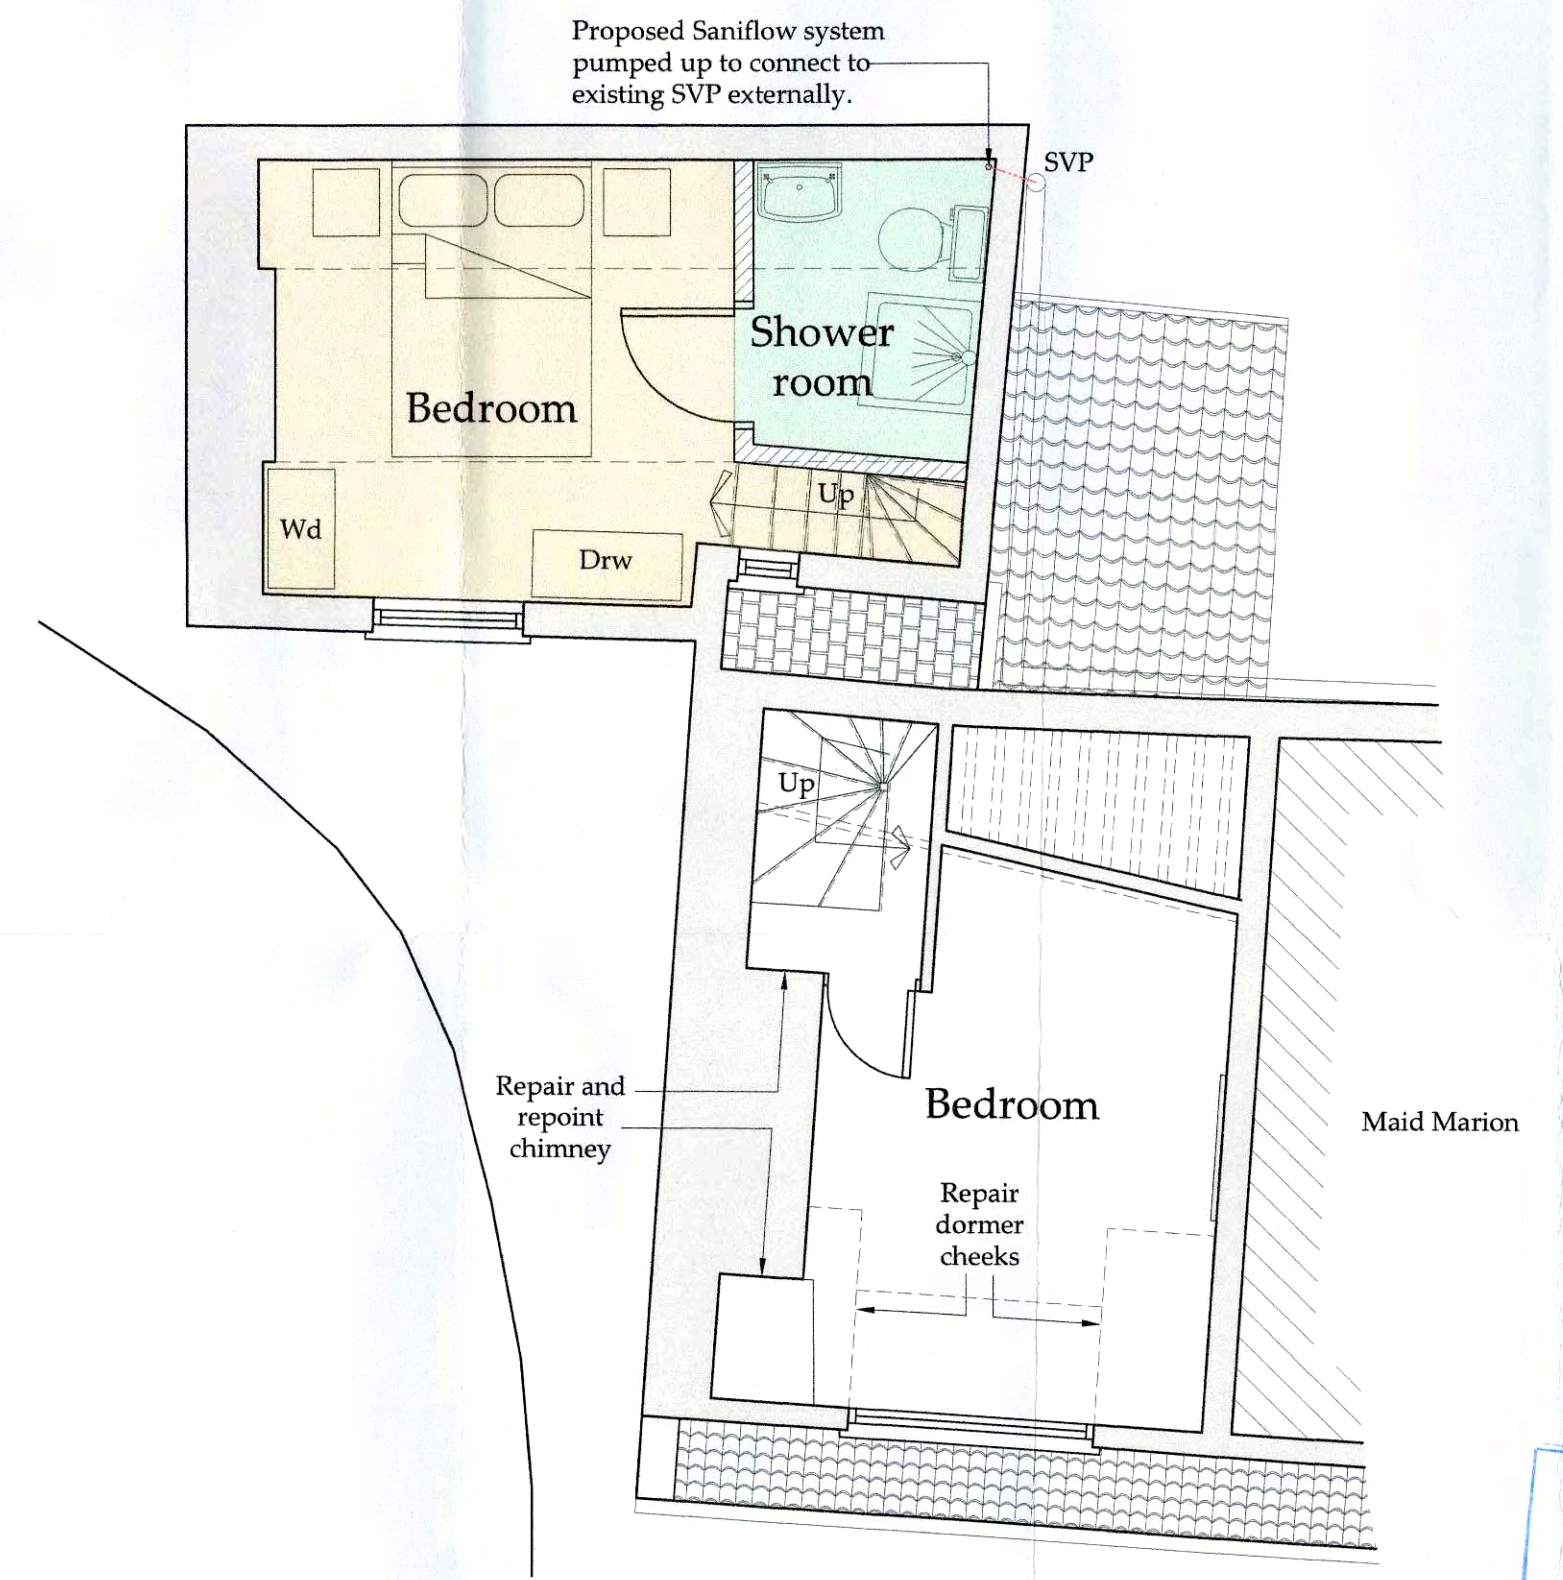 Proposed Saniflow system
pumped up to connect to
existing SVP externally.
SVP
Shower
room
Bedroom
Up
Wd
Drw
Up
Repair and
repoint
chimney
Bedroom
Maid Marion
Repair
dormer
cheeks